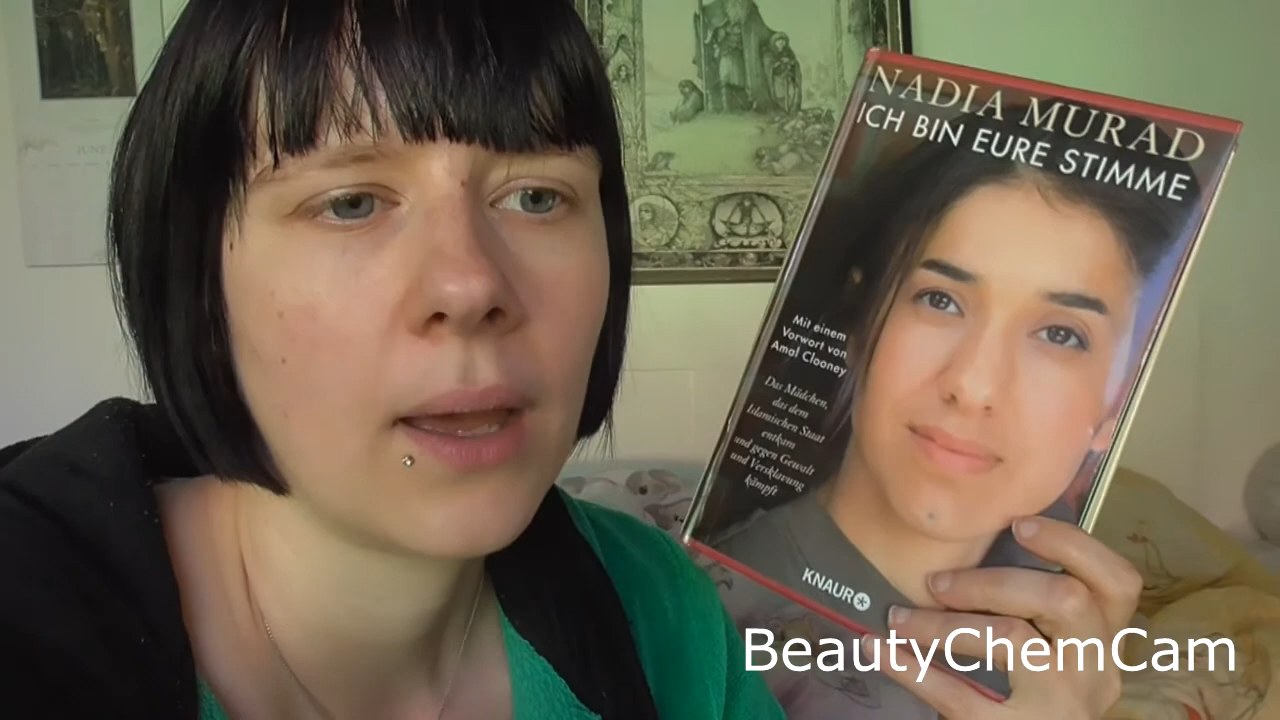 JUNE
NADIA MURAD
ICH BIN EURE STIMME
Mit einem
Vorwort von
Amal Clooney
Das Mädchen,
das dem
Islamischen Staat
entkam
und gegen Gewalt
und Versklavung
kämpft
KNAUR
BeautyChemCam